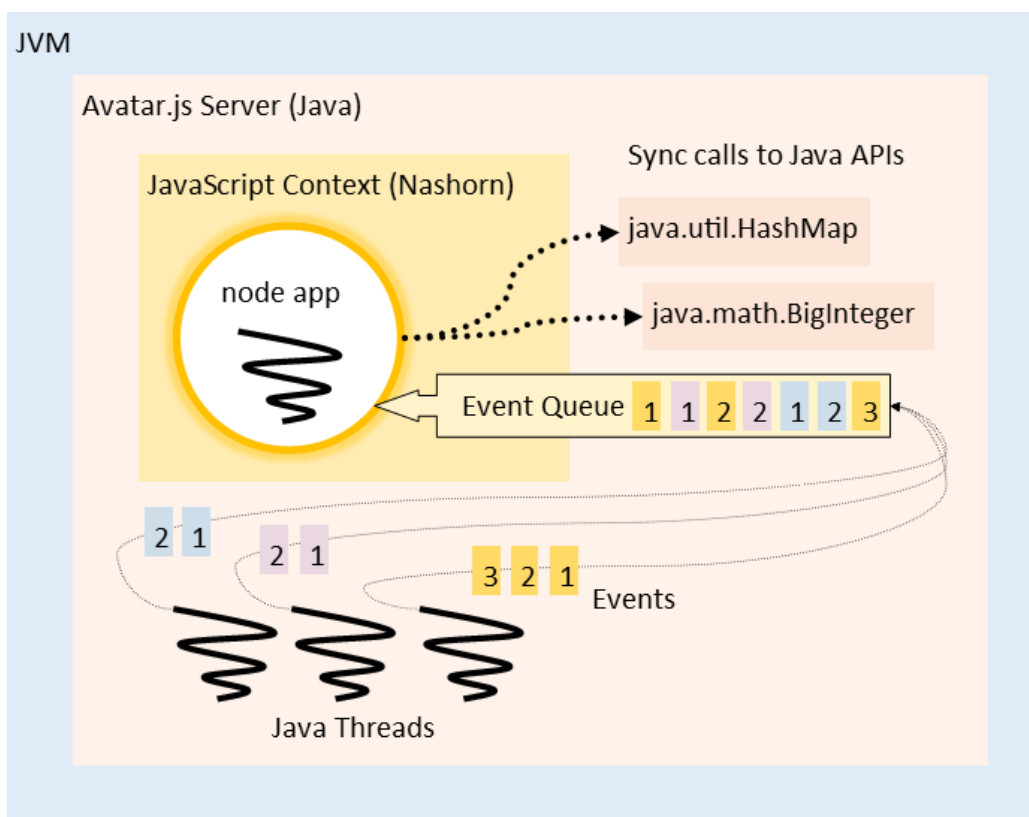 JVM
Avatar.js Server (Java)
Sync calls to Java APIs
JavaScript Context (Nashorn)
java.util.HashMap
node app
java.math.BigInteger
Event Queue 1 1 2 2 1 2 3
2 1
2 1
3 2 1
Events
Java Threads